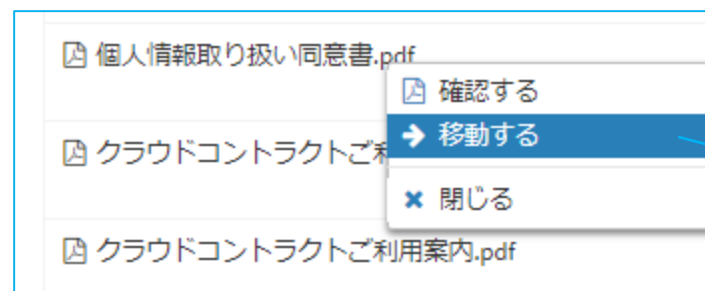 個人情報取り扱い同意書.pdf
確認する
移動する
クラウドコントラクトご利
閉じる
クラウドコントラクトご利用案内.pdf